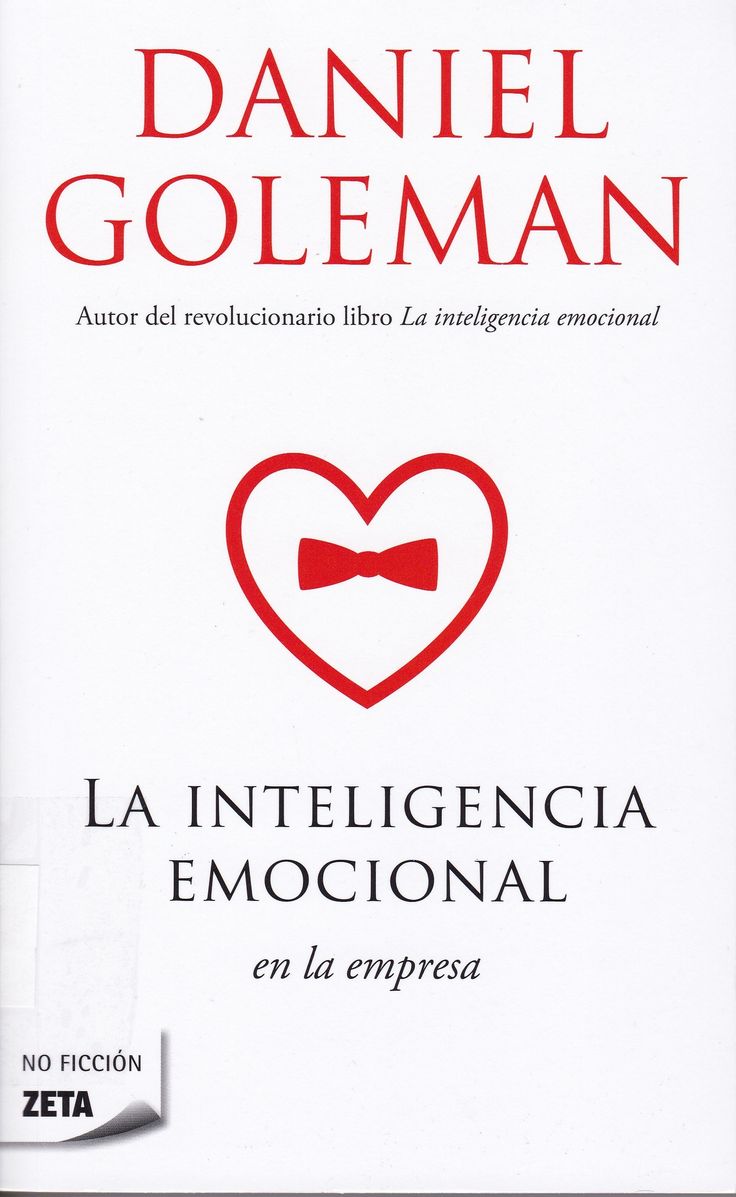 DANIEL
GOLEMAN
Autor del revolucionario libro La inteligencia emocional
LA INTELIGENCIA
EMOCIONAL
en la empresa
NO FICCIÓN
ZETA